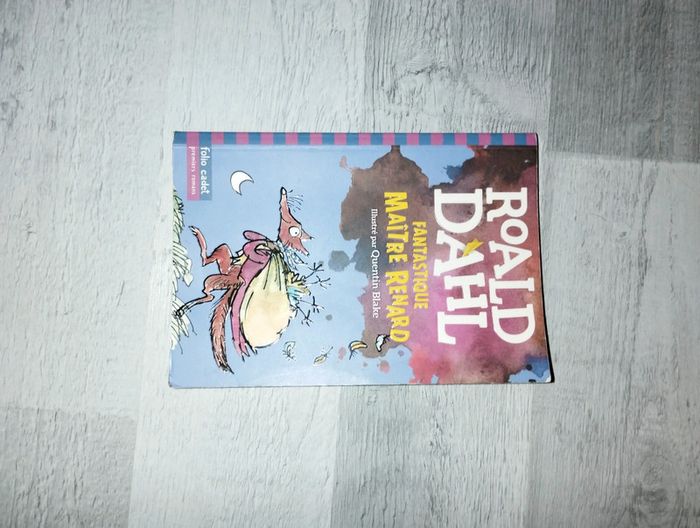 ROALD
DAHL
FANTASTIQUE
MAÎTRE RENARD
Illustré par Quentin Blake
folio cadet
premiers romans